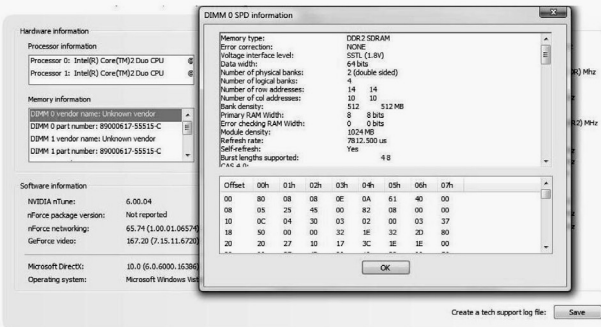 DIMM 0 SPD information
Hardware information
Processor information
Processor 0: Intel(R) Core(TM)2 Duo CPU
Processor 1: Intel(R) Core(TM)2 Duo CPU
Memory information
DIMM 0 vendor name: Unknown vendor
DIMM 0 part number: 89000617-55515-C
DIMM 1 vendor name: Unknown vendor
DIMM 1 part number: 89000617-55515-C
Software information
NVIDIA nTune: 6.00.04
nForce package version: Not reported
nForce networking: 65.74 (1.00.01.06574)
GeForce video: 167.20 (7.15.11.6720)
Microsoft DirectX: 10.0 (6.0.6000.16386)
Operating system: Microsoft Windows Vist
Memory type: DDR2 SDRAM
Error correction: NONE
Voltage interface level: SSTL (1.8V)
Data width: 64 bits
Number of physical banks: 2 (double sided)
Number of logical banks: 4
Number of row addresses: 14 14
Number of col addresses: 10 10
Bank density: 512 512 MB
Primary RAM Width: 8 8 bits
Error checking RAM Width: 0 0 bits
Module density: 1024 MB
Refresh rate: 7812.500 us
Self-refresh: Yes
Burst lengths supported: 4 8
CAS 4.0:
Offset 00h 01h 02h 03h 04h 05h 06h 07h
00 80 08 08 0E 0A 61 40 00
08 05 25 45 00 82 08 00 00
10 0C 04 30 03 02 00 03 37
18 50 00 00 32 1E 32 2D 80
20 20 27 10 17 3C 1E 1E 00
OK
DR) Mhz
R2) MHz
Create a tech support log file: Save